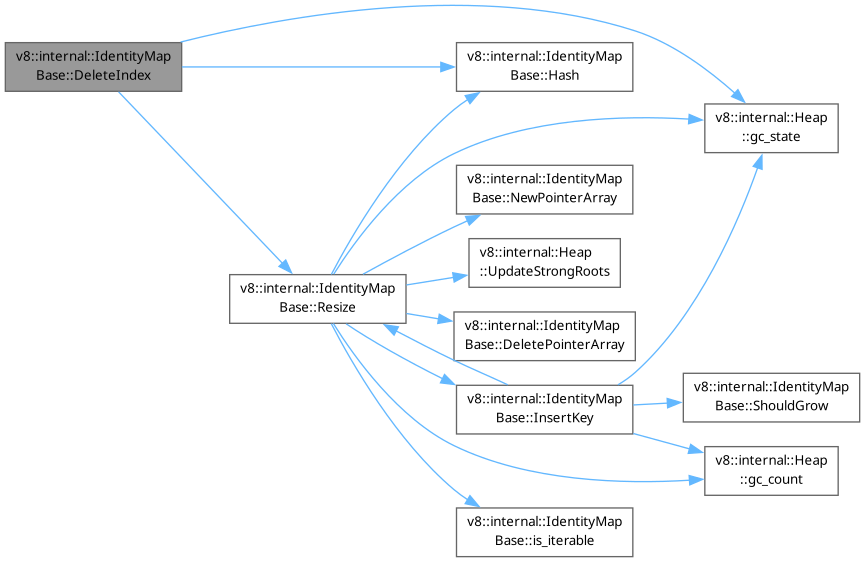 v8::internal::IdentityMap
Base::DeleteIndex
v8::internal::IdentityMap
Base::Hash
v8::internal::Heap
::gc_state
v8::internal::IdentityMap
Base::NewPointerArray
v8::internal::Heap
::UpdateStrongRoots
v8::internal::IdentityMap
Base::Resize
v8::internal::IdentityMap
Base::DeletePointerArray
v8::internal::IdentityMap
Base::InsertKey
v8::internal::IdentityMap
Base::ShouldGrow
v8::internal::Heap
::gc_count
v8::internal::IdentityMap
Base::is_iterable